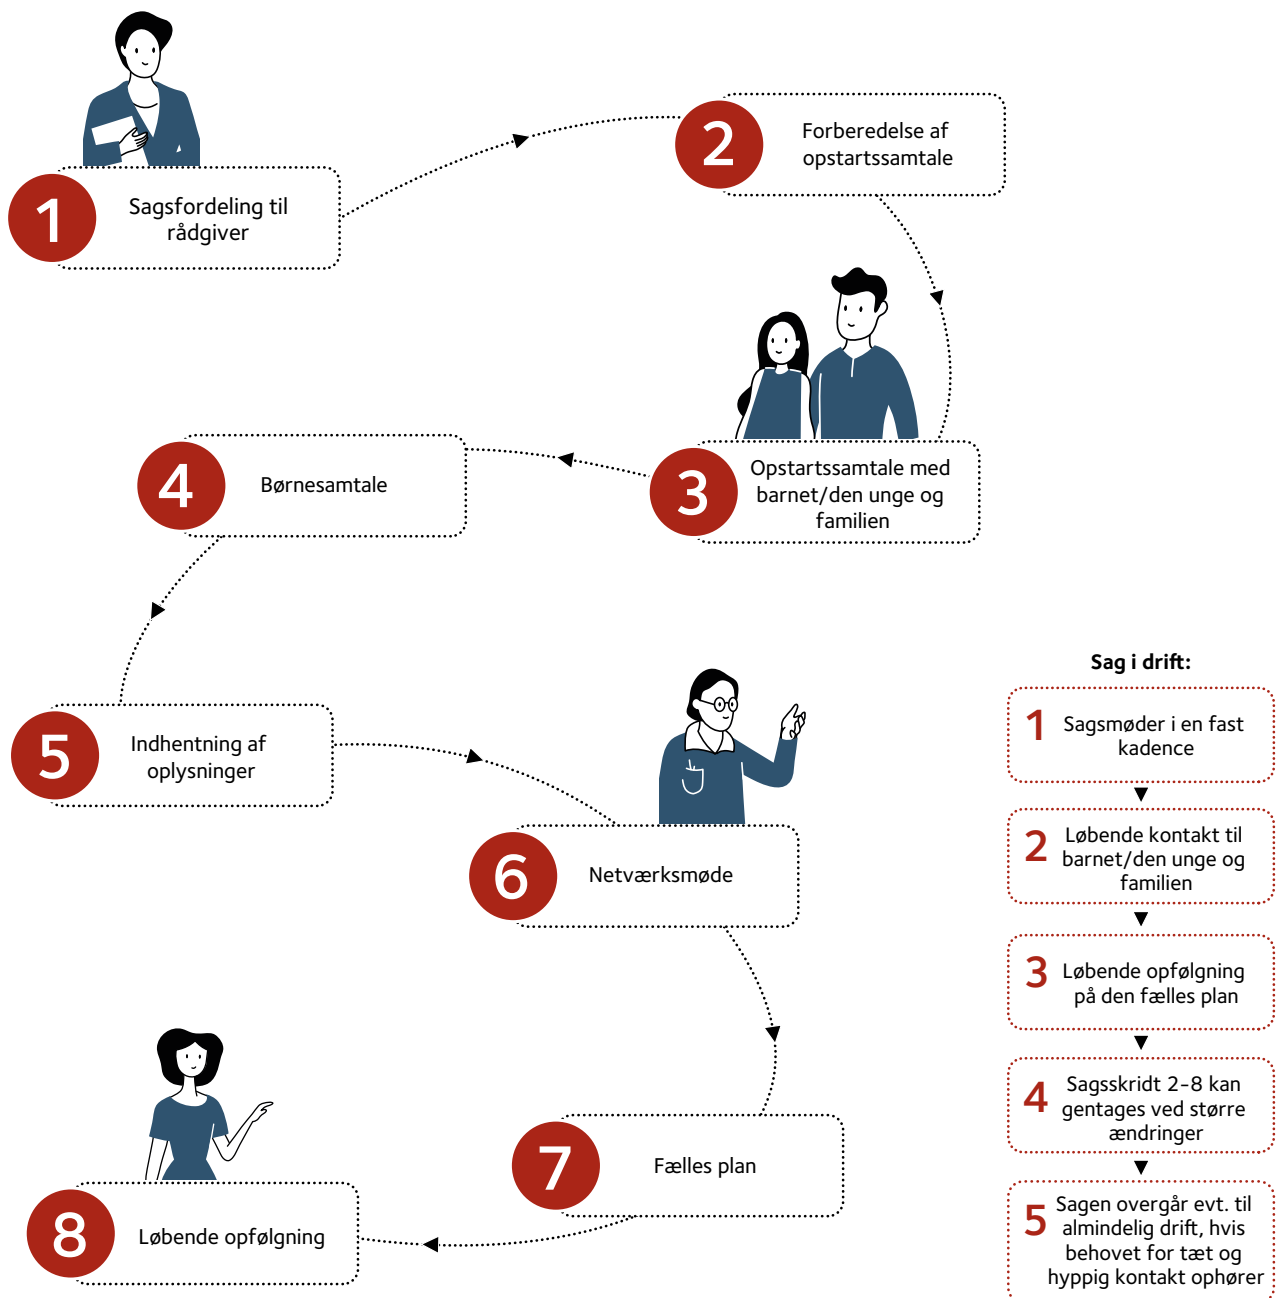 1
Sagsfordeling til
rådgiver
2
Forberedelse af
opstartssamtale
3
Opstartssamtale med
barnet/den unge og
familien
4
Børnesamtale
5
Indhentning af
oplysninger
6
Netværksmøde
7
Fælles plan
8
Løbende opfølgning
Sag i drift:
1
Sagsmøder i en fast
kadence
2
Løbende kontakt til
barnet/den unge og
familien
3
Løbende opfølgning
på den fælles plan
4
Sagsskridt 2-8 kan
gentages ved større
ændringer
5
Sagen overgår evt. til
almindelig drift, hvis
behovet for tæt og
hyppig kontakt ophører